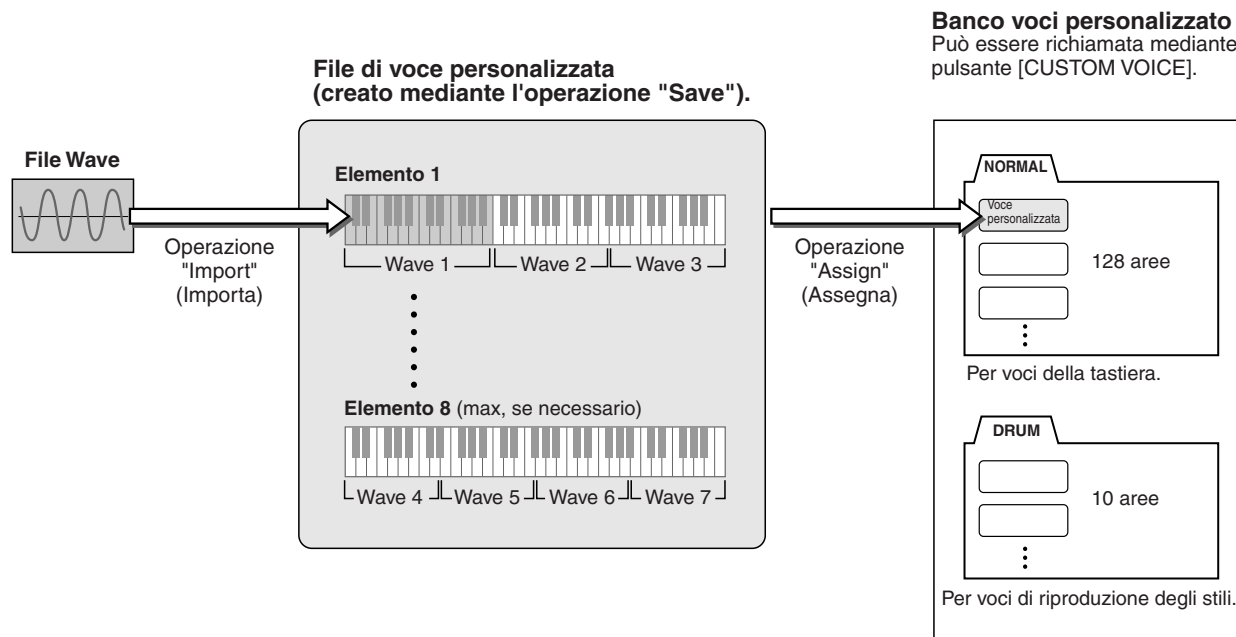 Banco voci personalizzato
Può essere richiamata mediante
pulsante [CUSTOM VOICE].
File di voce personalizzata
(creato mediante l'operazione "Save").
File Wave
Operazione
"Import"
(Importa)
Elemento 1
Wave 1
Wave 2
Wave 3
Elemento 8 (max, se necessario)
Wave 4
Wave 5
Wave 6
Wave 7
Operazione
"Assign"
(Assegna)
NORMAL
Voce
personalizzata
128 aree
Per voci della tastiera.
DRUM
10 aree
Per voci di riproduzione degli stili.